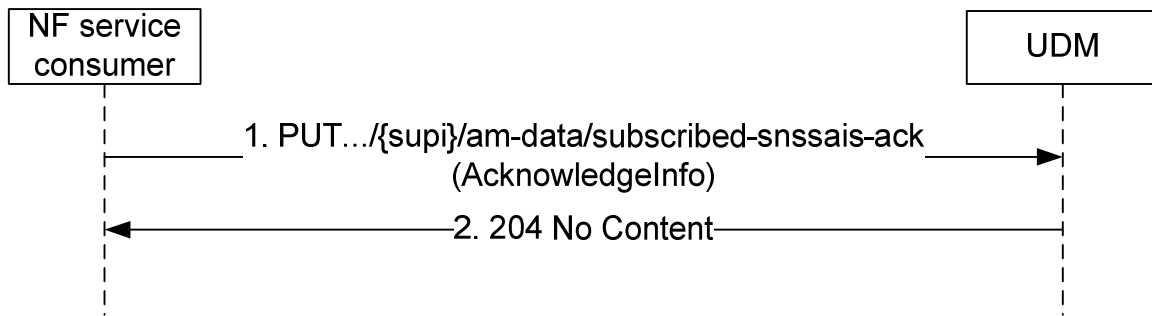 NF service
consumer
UDM
1. PUT.../{supi}/am-data/subscribed-snssais-ack
(AcknowledgeInfo)
2. 204 No Content